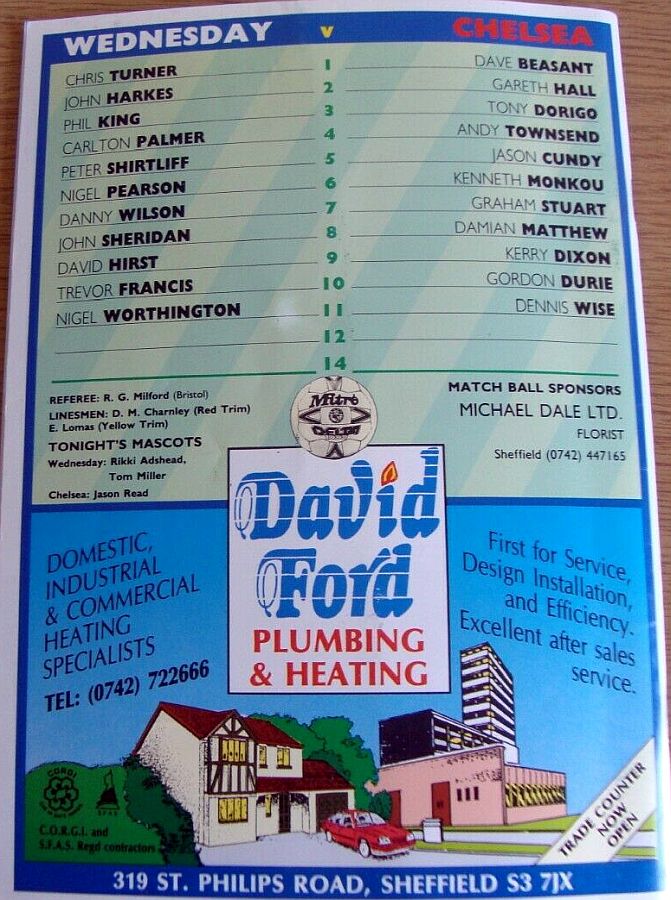 WEDNESDAY v CHELSEA
CHRIS TURNER 1 DAVE BEASANT
JOHN HARKES 2 GARETH HALL
PHIL KING 3 TONY DORIGO
CARLTON PALMER 4 ANDY TOWNSEND
PETER SHIRTLIFF 5 JASON CUNDY
NIGEL PEARSON 6 KENNETH MONKOU
DANNY WILSON 7 GRAHAM STUART
JOHN SHERIDAN 8 DAMIAN MATTHEW
DAVID HIRST 9 KERRY DIXON
TREVOR FRANCIS 10 GORDON DURIE
NIGEL WORTHINGTON 11 DENNIS WISE
12
14
REFEREE: R. G. Milford (Bristol)
LINESMEN: D. M. Charnley (Red Trim)
E. Lomas (Yellow Trim)
TONIGHT'S MASCOTS
Wednesday: Rikki Adshead,
Tom Miller
Chelsea: Jason Read
Mitre
DELTA
MATCH BALL SPONSORS
MICHAEL DALE LTD.
FLORIST
Sheffield (0742) 447165
David
Ford
PLUMBING
& HEATING
DOMESTIC,
INDUSTRIAL
& COMMERCIAL
HEATING
SPECIALISTS
TEL: (0742) 722666
First for Service,
Design Installation,
and Efficiency.
Excellent after sales
service.
CORGI
S.F.A.S.
C.O.R.G.I. and
S.F.A.S. Regd contractors
TRADE COUNTER
NOW
OPEN
319 ST. PHILIPS ROAD, SHEFFIELD S3 7JX